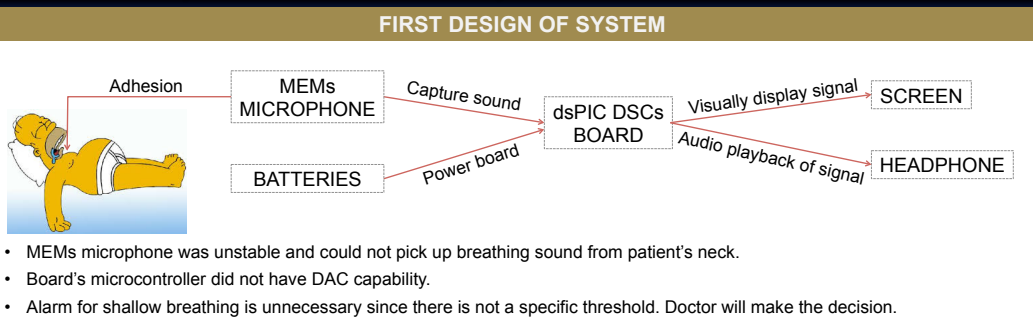 FIRST DESIGN OF SYSTEM
Adhesion
MEMs
MICROPHONE
Capture sound
dsPIC DSCs
BOARD
Visually display signal
SCREEN
BATTERIES
Power board
Audio playback of signal
HEADPHONE
• MEMs microphone was unstable and could not pick up breathing sound from patient's neck.
• Board's microcontroller did not have DAC capability.
• Alarm for shallow breathing is unnecessary since there is not a specific threshold. Doctor will make the decision.